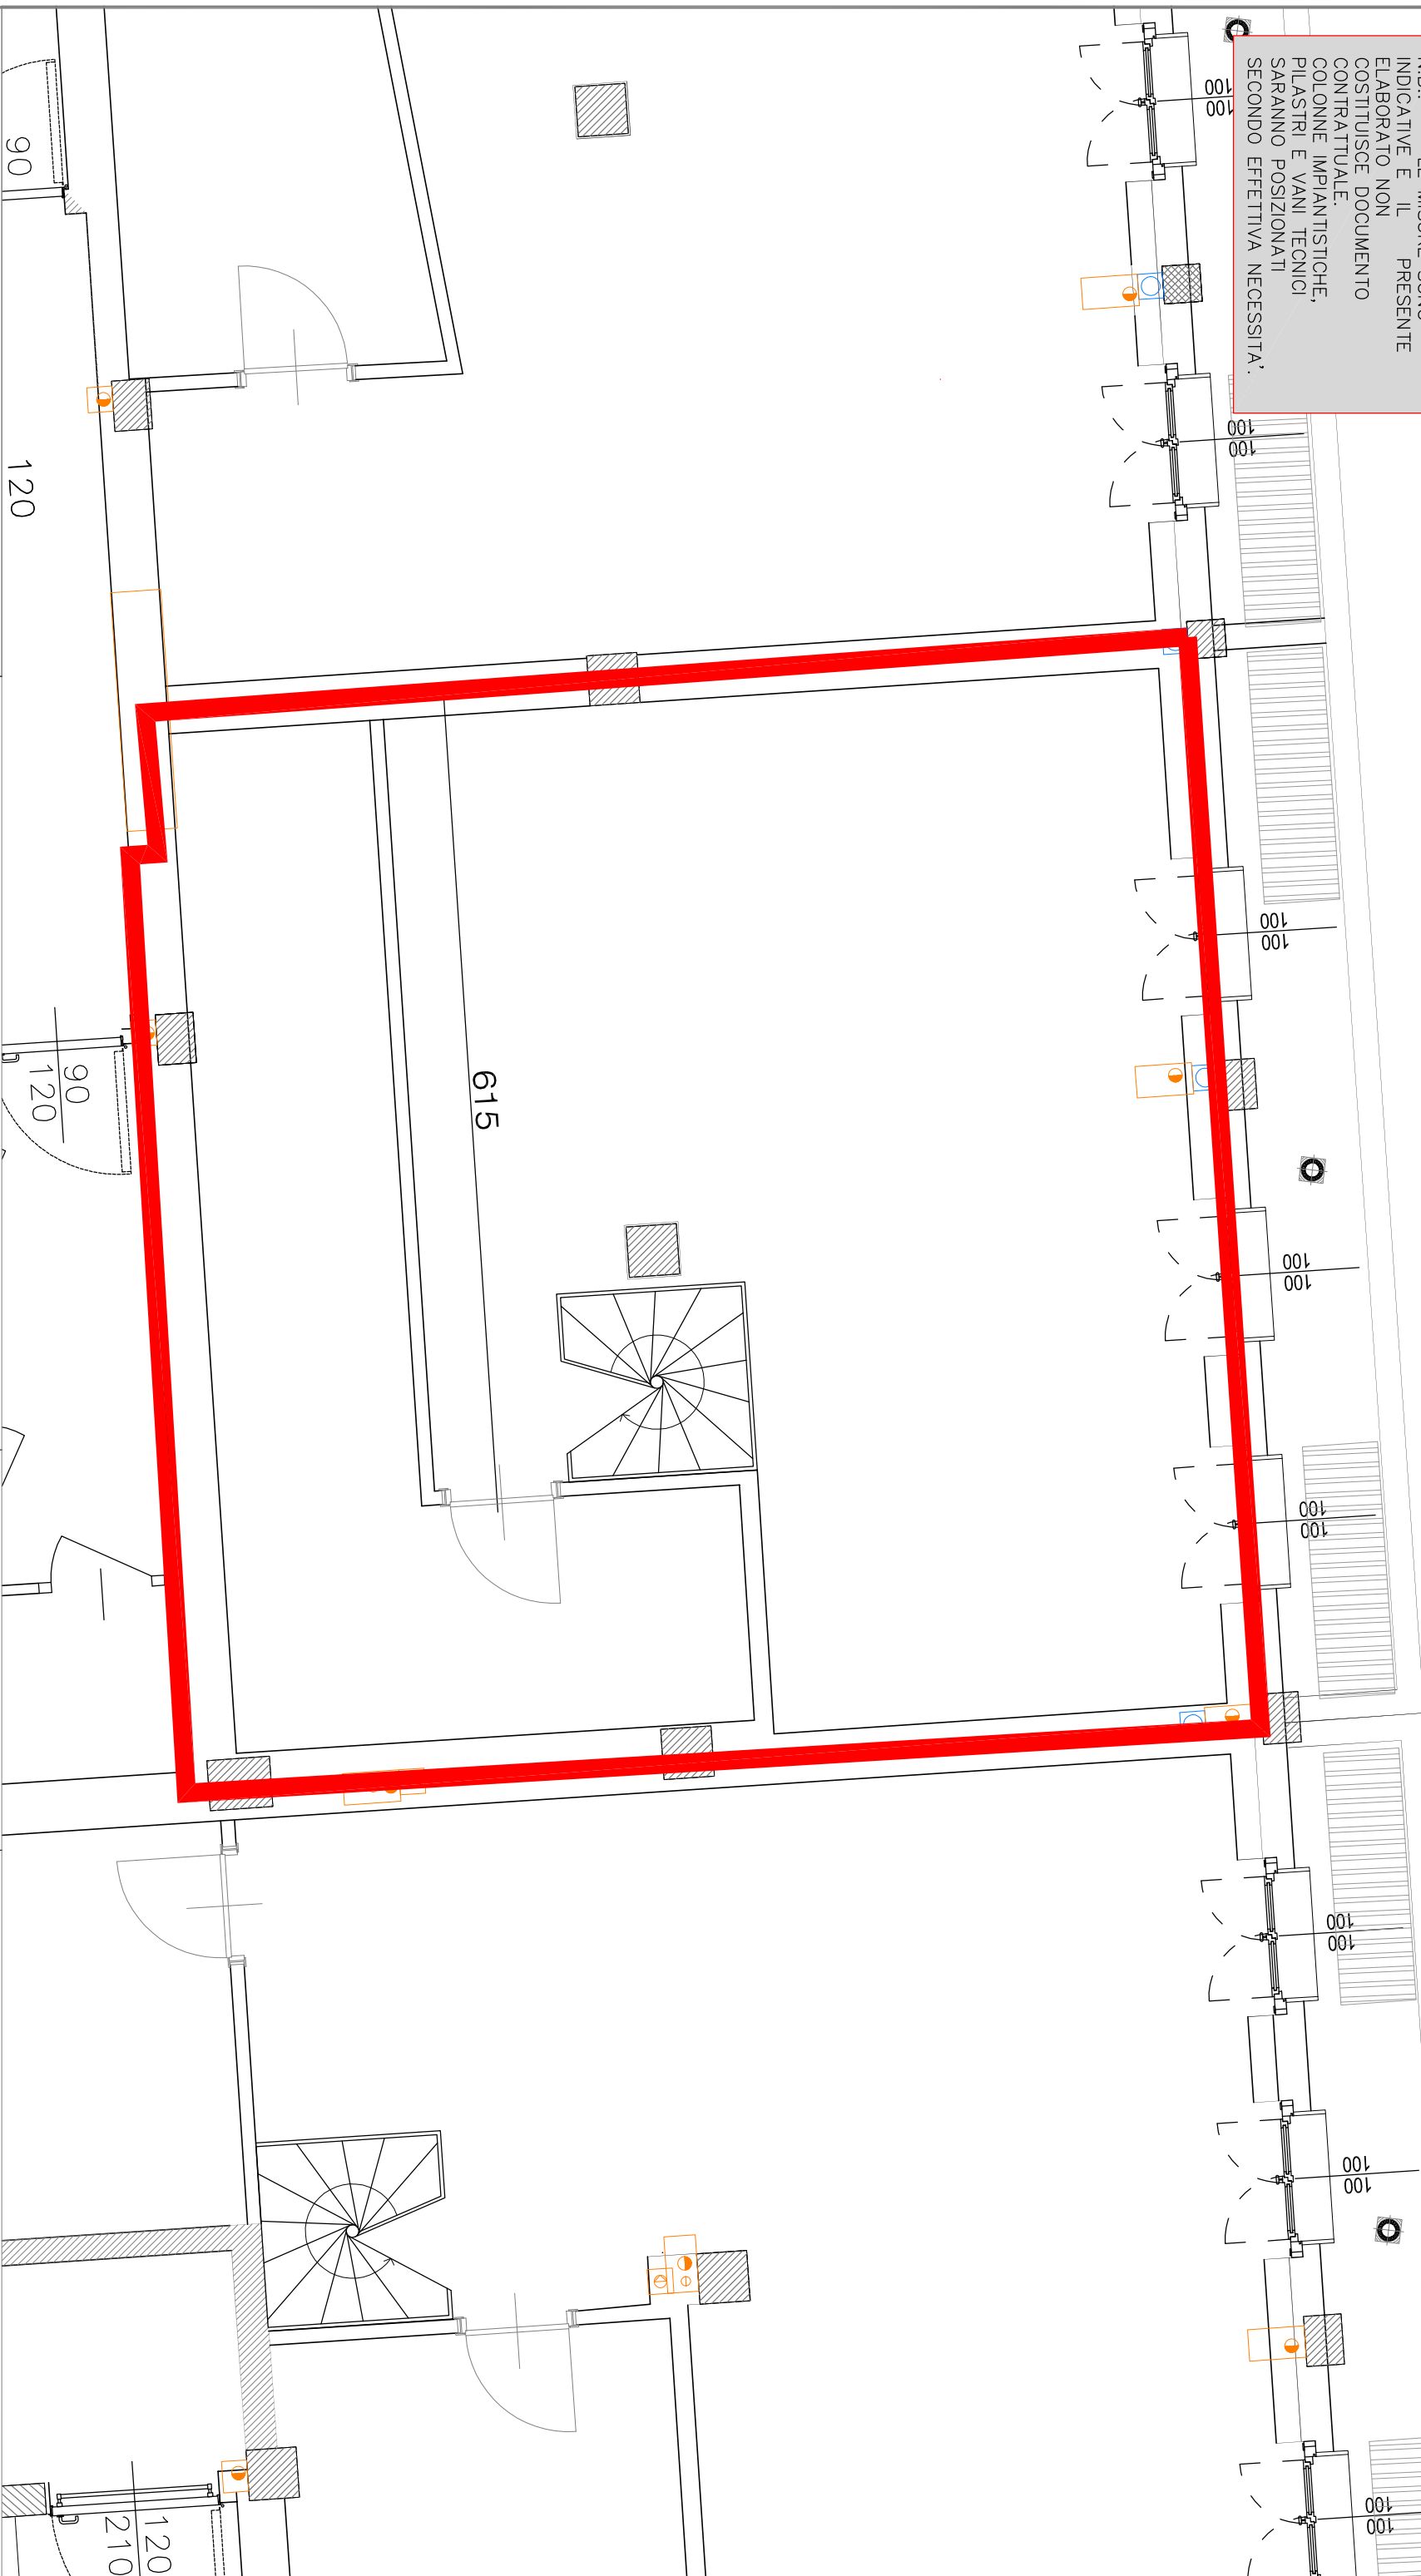 INDICATIVE E IL PRESENTE
ELABORATO NON
COSTITUISCE DOCUMENTO
CONTRATTUALE.
COLONNE IMPIANTISTICHE,
PILASTRI E VANI TECNICI
SARANNO POSIZIONATI
SECONDO EFFETTIVA NECESSITA'.
100
100
100
100
90
120
615
100
100
90
120
100
100
100
100
100
100
100
100
100
100
120
210